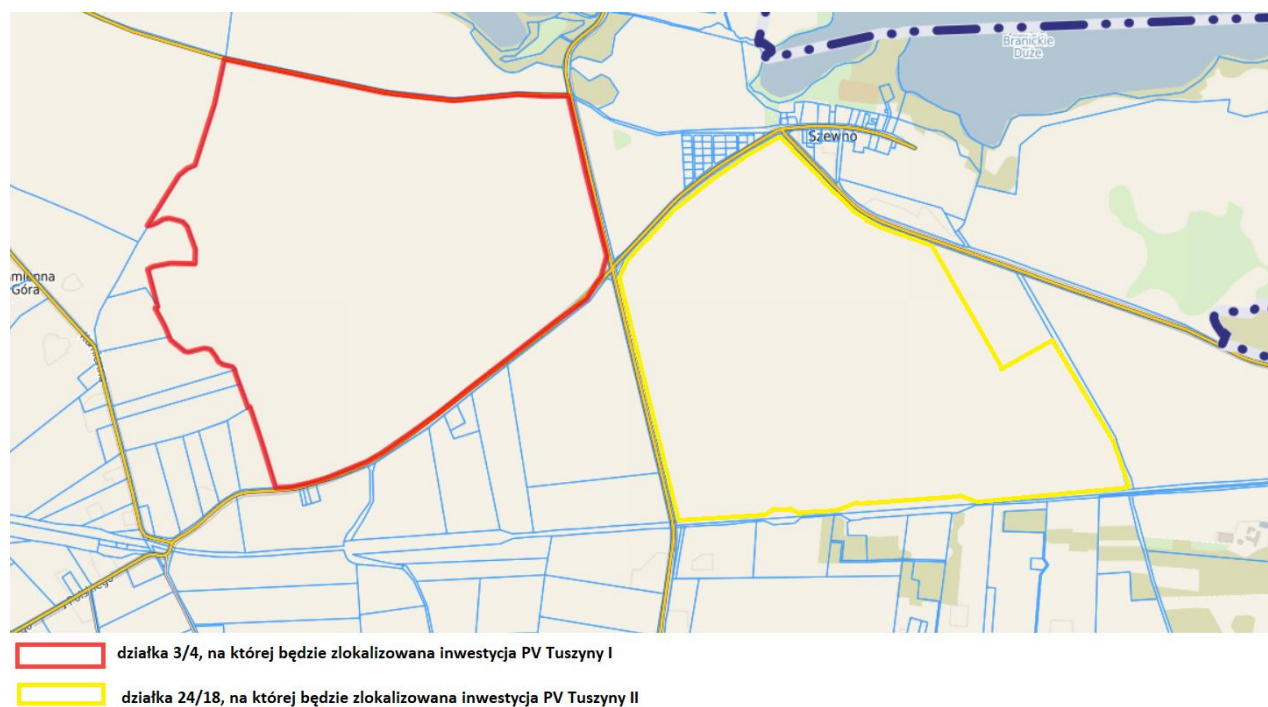 Branickie
Duże
Szewno
Góra
działka 3/4, na której będzie zlokalizowana inwestycja PV Tuszyny I
działka 24/18, na której będzie zlokalizowana inwestycja PV Tuszyny II